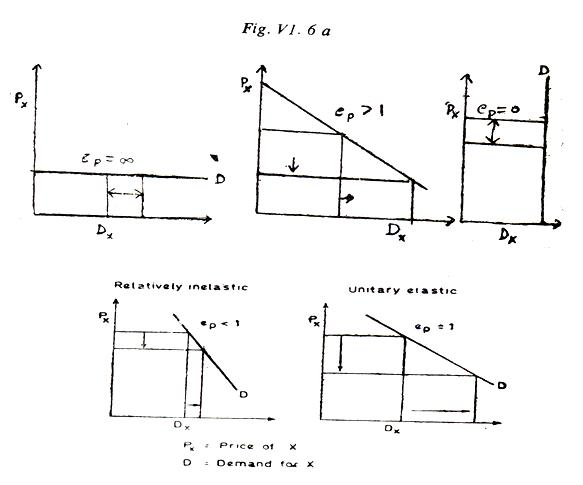 Fig. V1. 6 a
Pₓ
eₚ = ∞
D
Dₓ
Pₓ
eₚ > 1
Dₓ
D
Pₓ
eₚ = 0
Dₓ
Relatively inelastic
Pₓ
eₚ < 1
D
Dₓ
Unitary elastic
Pₓ
eₚ = 1
D
Dₓ
Pₓ = Price of X
D = Demand for X